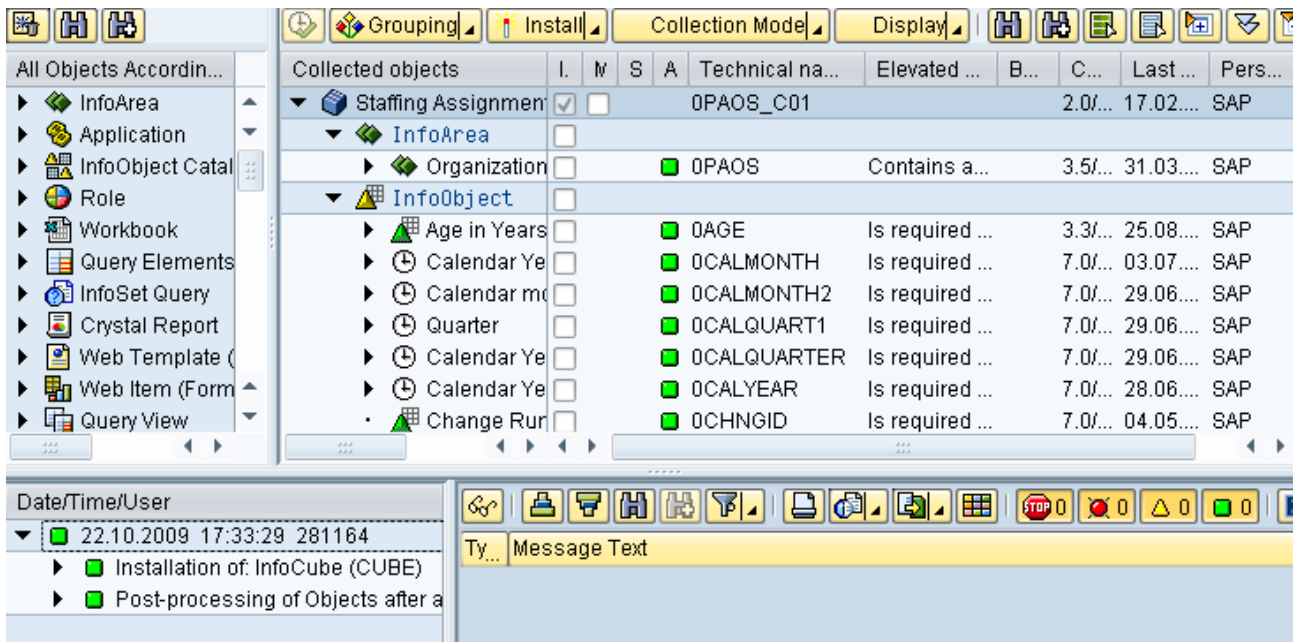 Grouping Install Collection Mode Display
All Objects Accordin...
InfoArea
Application
InfoObject Catal
Role
Workbook
Query Elements
InfoSet Query
Crystal Report
Web Template (
Web Item (Form
Query View
Collected objects I. M S A Technical na... Elevated ... B... C... Last ... Pers...
Staffing Assignmen 0PAOS_C01 2.0/... 17.02.... SAP
InfoArea
Organization 0PAOS Contains a... 3.5/... 31.03.... SAP
InfoObject
Age in Years 0AGE Is required ... 3.3/... 25.08.... SAP
Calendar Ye 0CALMONTH Is required ... 7.0/... 03.07.... SAP
Calendar mo 0CALMONTH2 Is required ... 7.0/... 29.06.... SAP
Quarter 0CALQUART1 Is required ... 7.0/... 29.06.... SAP
Calendar Ye 0CALQUARTER Is required ... 7.0/... 29.06.... SAP
Calendar Ye 0CALYEAR Is required ... 7.0/... 28.06.... SAP
Change Run 0CHNGID Is required ... 7.0/... 04.05.... SAP
Date/Time/User
22.10.2009 17:33:29 281164
Installation of: InfoCube (CUBE)
Post-processing of Objects after a
STOP 0 0 0 0
Ty... Message Text